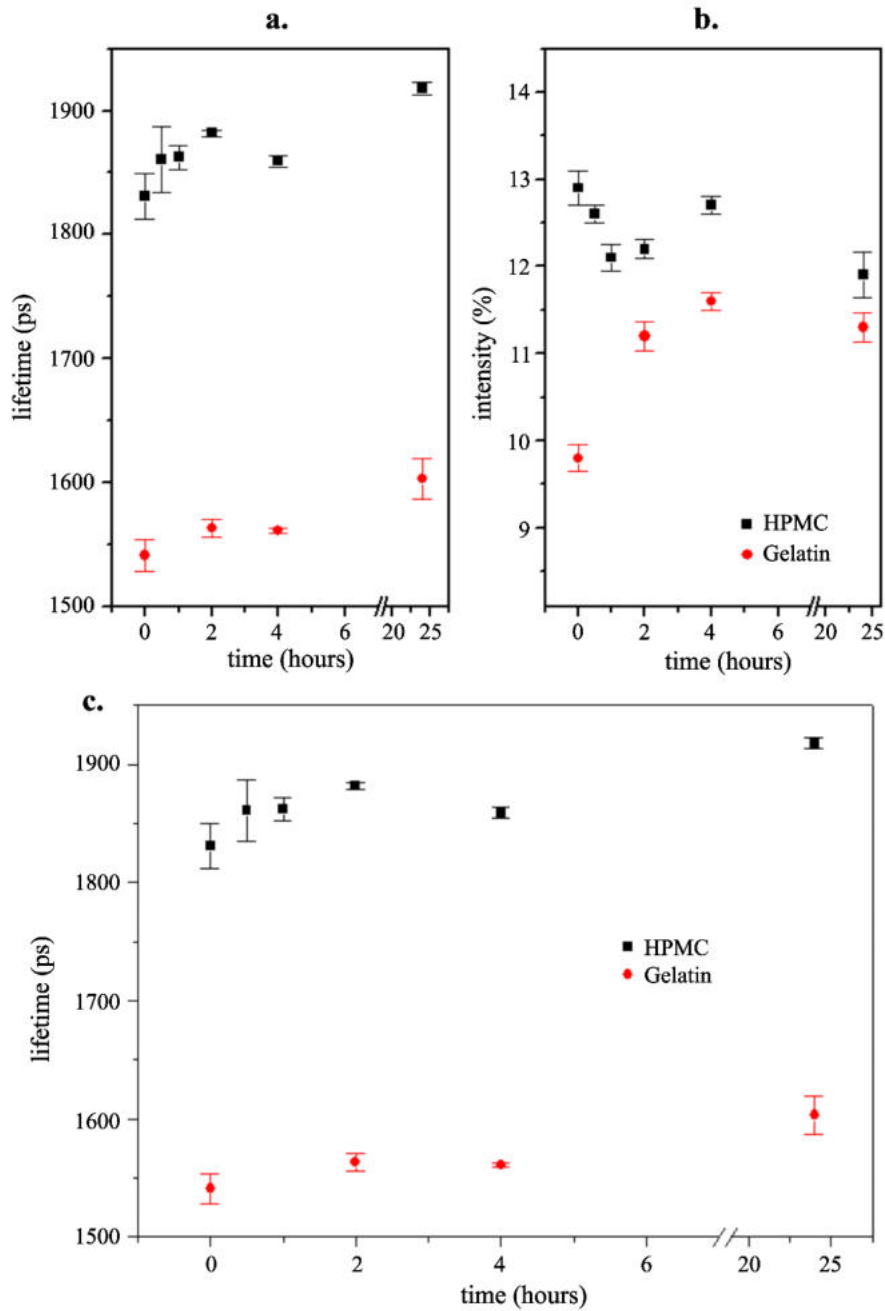 a.
1900
1800
1700
1600
1500
lifetime (ps)
0 2 4 6 20 25
time (hours)
b.
14
13
12
11
10
9
intensity (%)
HPMC
Gelatin
0 2 4 6 20 25
time (hours)
c.
1900
1800
1700
1600
1500
lifetime (ps)
HPMC
Gelatin
0 2 4 6 20 25
time (hours)